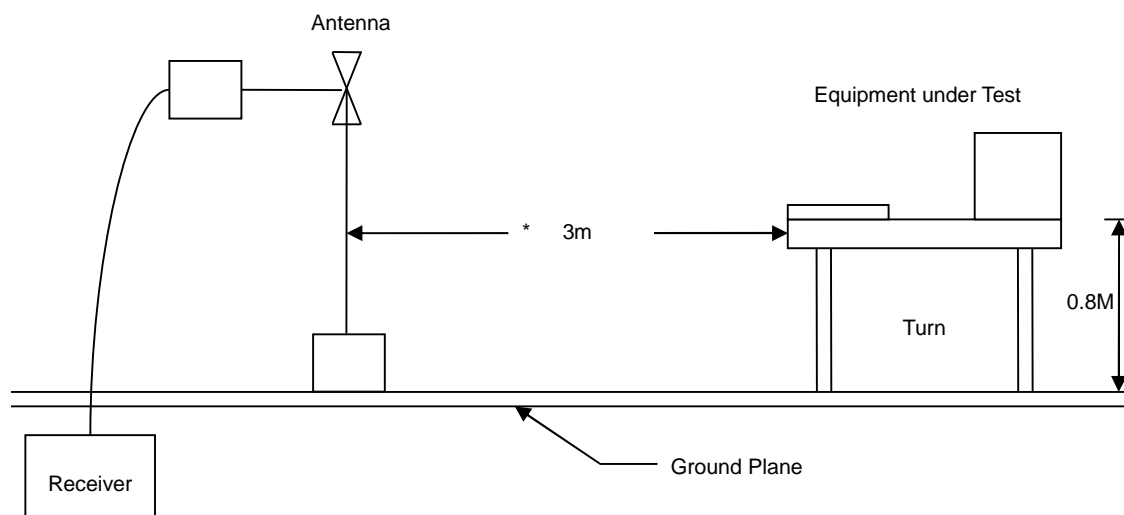 Antenna
Equipment under Test
* 3m
0.8M
Turn
Ground Plane
Receiver